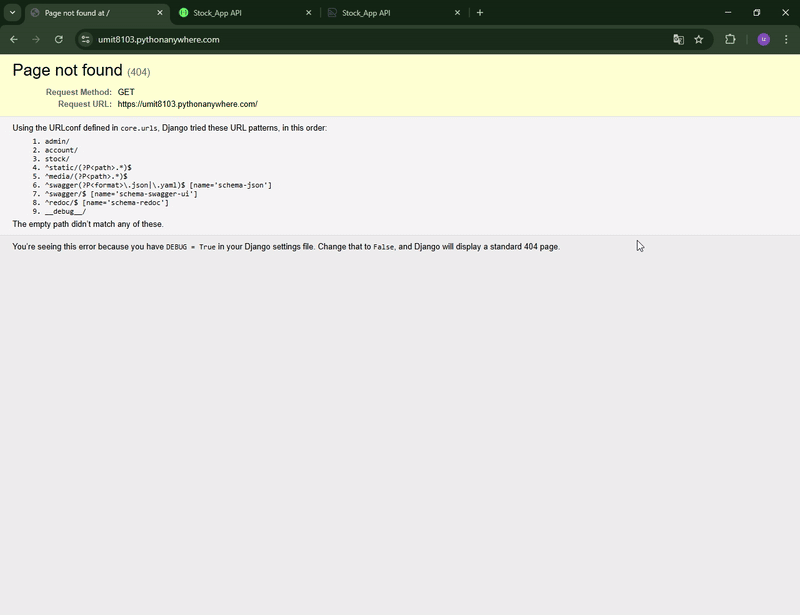 Page not found at /
Stock_App API
Stock_App API
umit8103.pythonanywhere.com
u
Page not found (404)
Request Method: GET
Request URL: https://umit8103.pythonanywhere.com/
Using the URLconf defined in core.urls, Django tried these URL patterns, in this order:
1. admin/
2. account/
3. stock/
4. ^static/(?P<path>.*)$
5. ^media/(?P<path>.*)$
6. ^swagger(?P<format>\.json|\.yaml)$ [name='schema-json']
7. ^swagger/$ [name='schema-swagger-ui']
8. ^redoc/$ [name='schema-redoc']
9. __debug__/
The empty path didn't match any of these.
You're seeing this error because you have DEBUG = True in your Django settings file. Change that to False, and Django will display a standard 404 page.